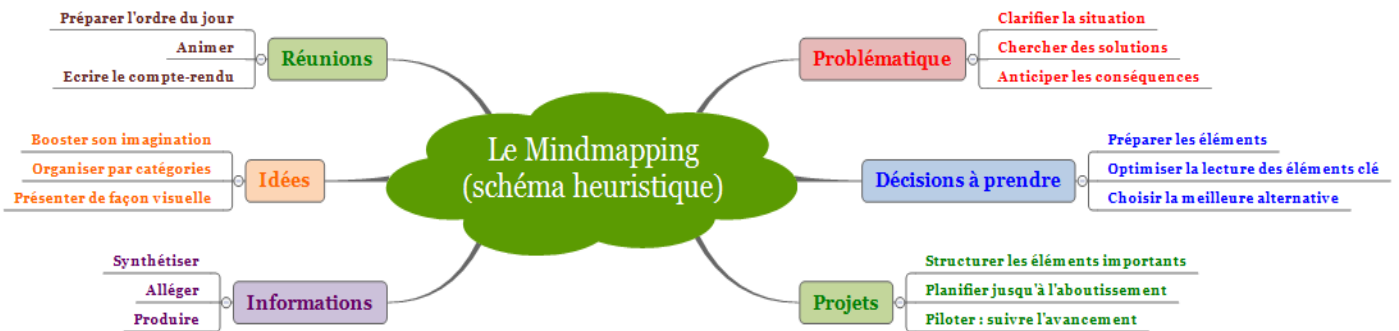 Le Mindmapping
(schéma heuristique)
Réunions
Préparer l'ordre du jour
Animer
Ecrire le compte-rendu
Idées
Booster son imagination
Organiser par catégories
Présenter de façon visuelle
Informations
Synthétiser
Alléger
Produire
Problématique
Clarifier la situation
Chercher des solutions
Anticiper les conséquences
Décisions à prendre
Préparer les éléments
Optimiser la lecture des éléments clé
Choisir la meilleure alternative
Projets
Structurer les éléments importants
Planifier jusqu'à l'aboutissement
Piloter : suivre l'avancement